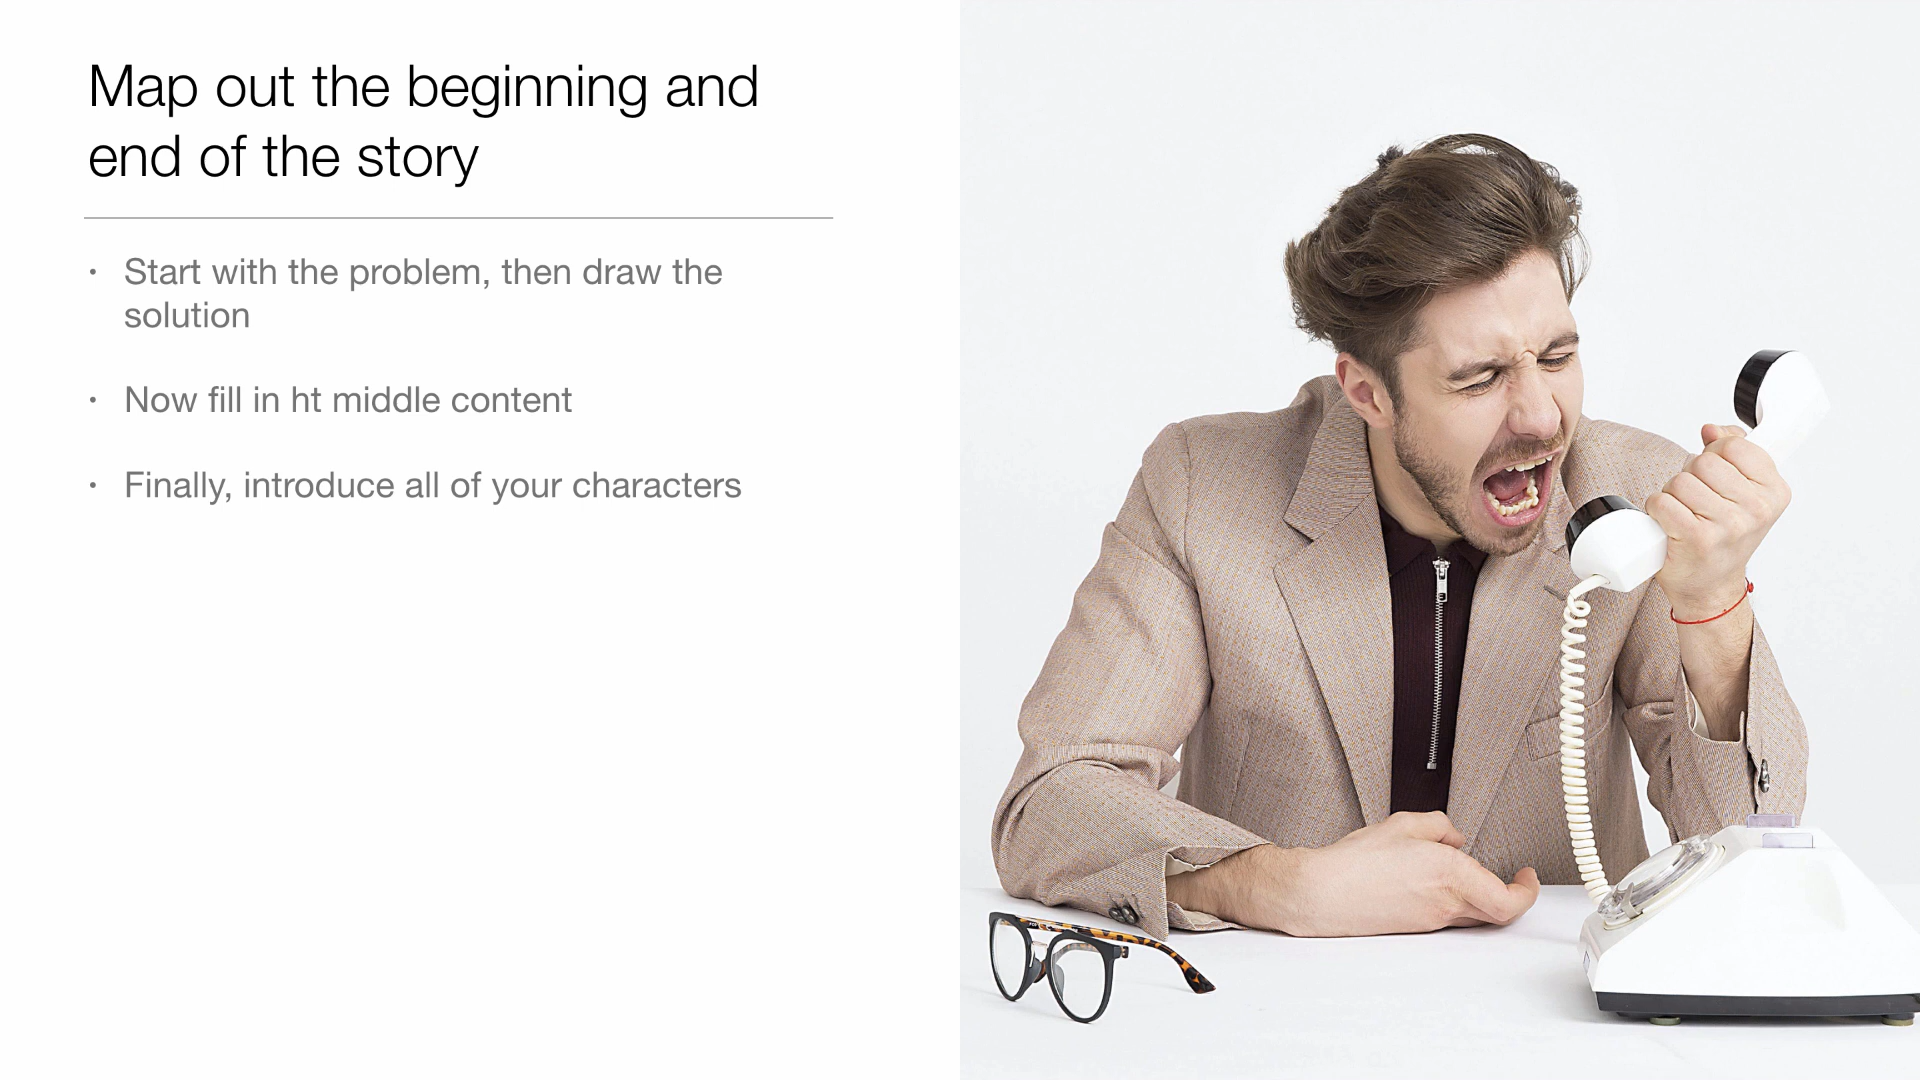 Map out the beginning and
end of the story
• Start with the problem, then draw the
solution
• Now fill in ht middle content
• Finally, introduce all of your characters